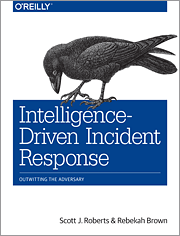 O'REILLY®
Intelligence-
Driven Incident
Response
OUTWITTING THE ADVERSARY
Scott J. Roberts & Rebekah Brown